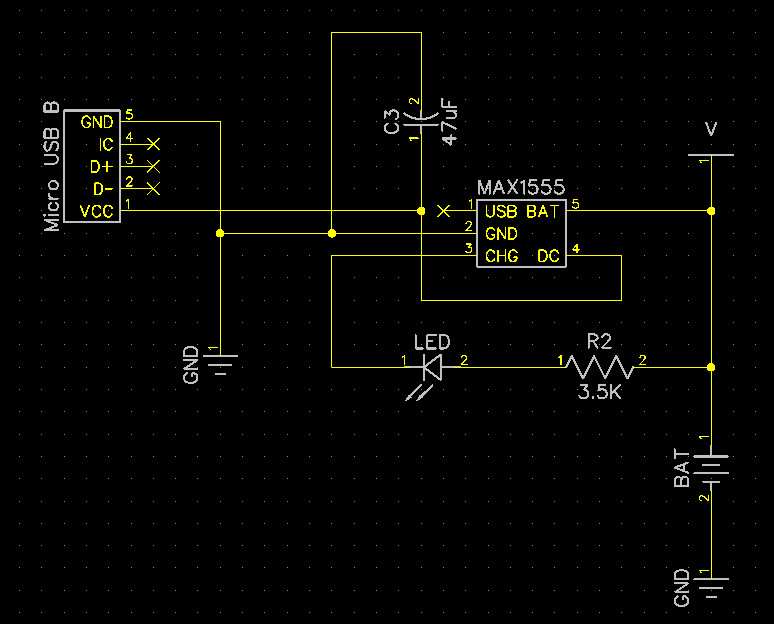 Micro USB B
GND 5
IC 4
D+ 3
D- 2
VCC 1
C3
2
1
47uF
V
1
MAX1555
1 USB BAT 5
2 GND
3 CHG DC 4
GND
1
LED
1 2
R2
1 2
3.5K
BAT
1
2
GND
1